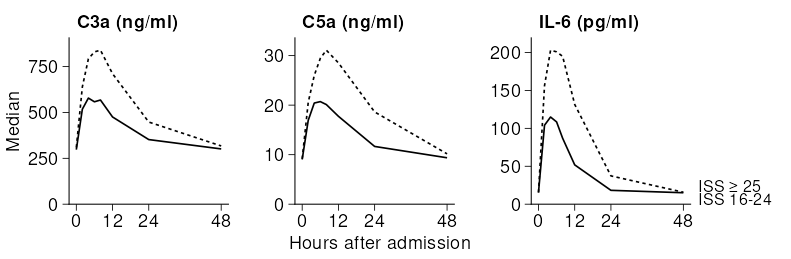 C3a (ng/ml)
C5a (ng/ml)
IL-6 (pg/ml)
Median
750
500
250
0
0 12 24 48
30
20
10
0
0 12 24 48
200
150
100
50
0
0 12 24 48
ISS ≥ 25
ISS 16-24
Hours after admission